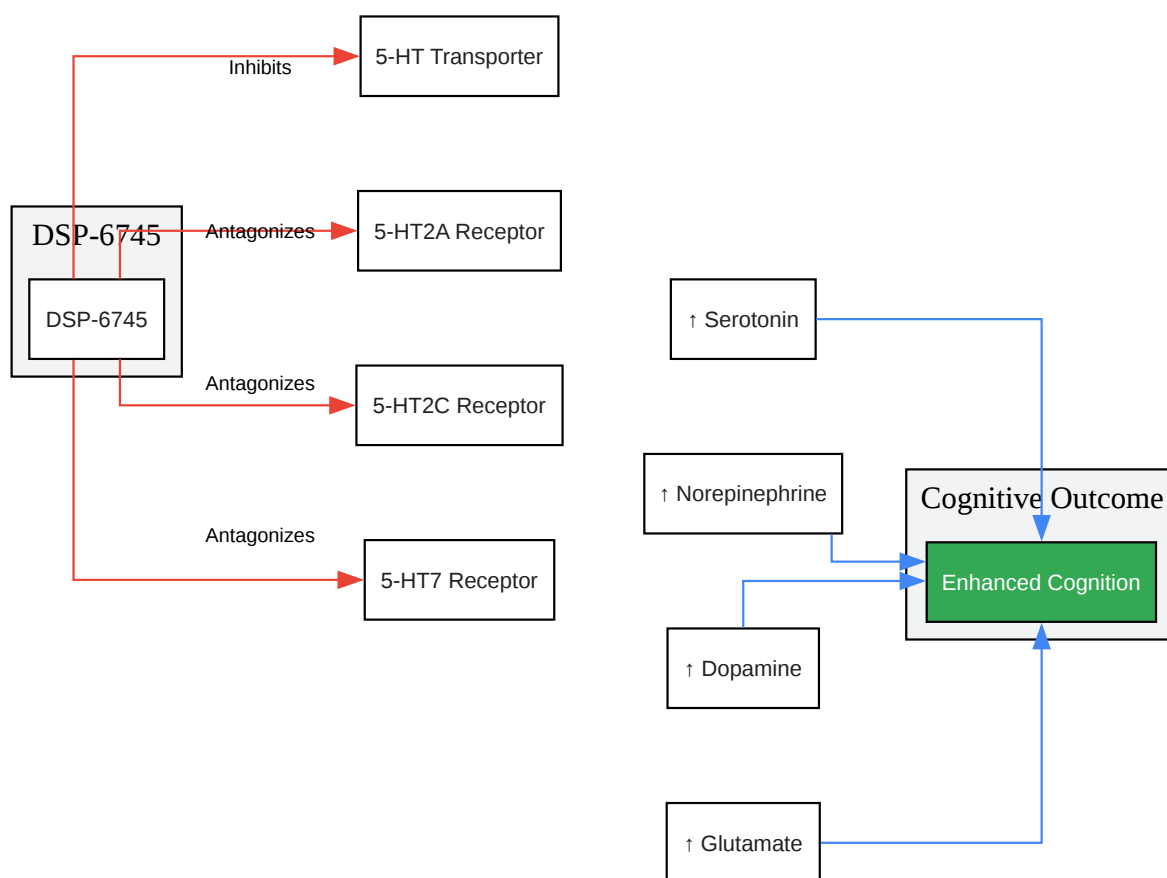 5-HT Transporter
Inhibits
DSP-6745
Antagonizes
5-HT2A Receptor
DSP-6745
↑ Serotonin
Antagonizes
5-HT2C Receptor
↑ Norepinephrine
Cognitive Outcome
Antagonizes
5-HT7 Receptor
Enhanced Cognition
↑ Dopamine
↑ Glutamate